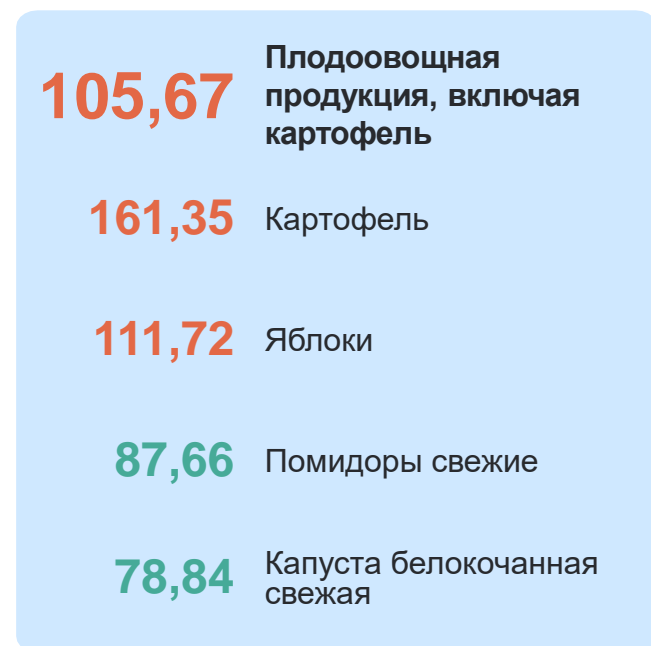 105,67
Плодоовощная
продукция, включая
картофель
161,35 Картофель
111,72 Яблоки
87,66 Помидоры свежие
78,84
Капуста белокочанная
свежая